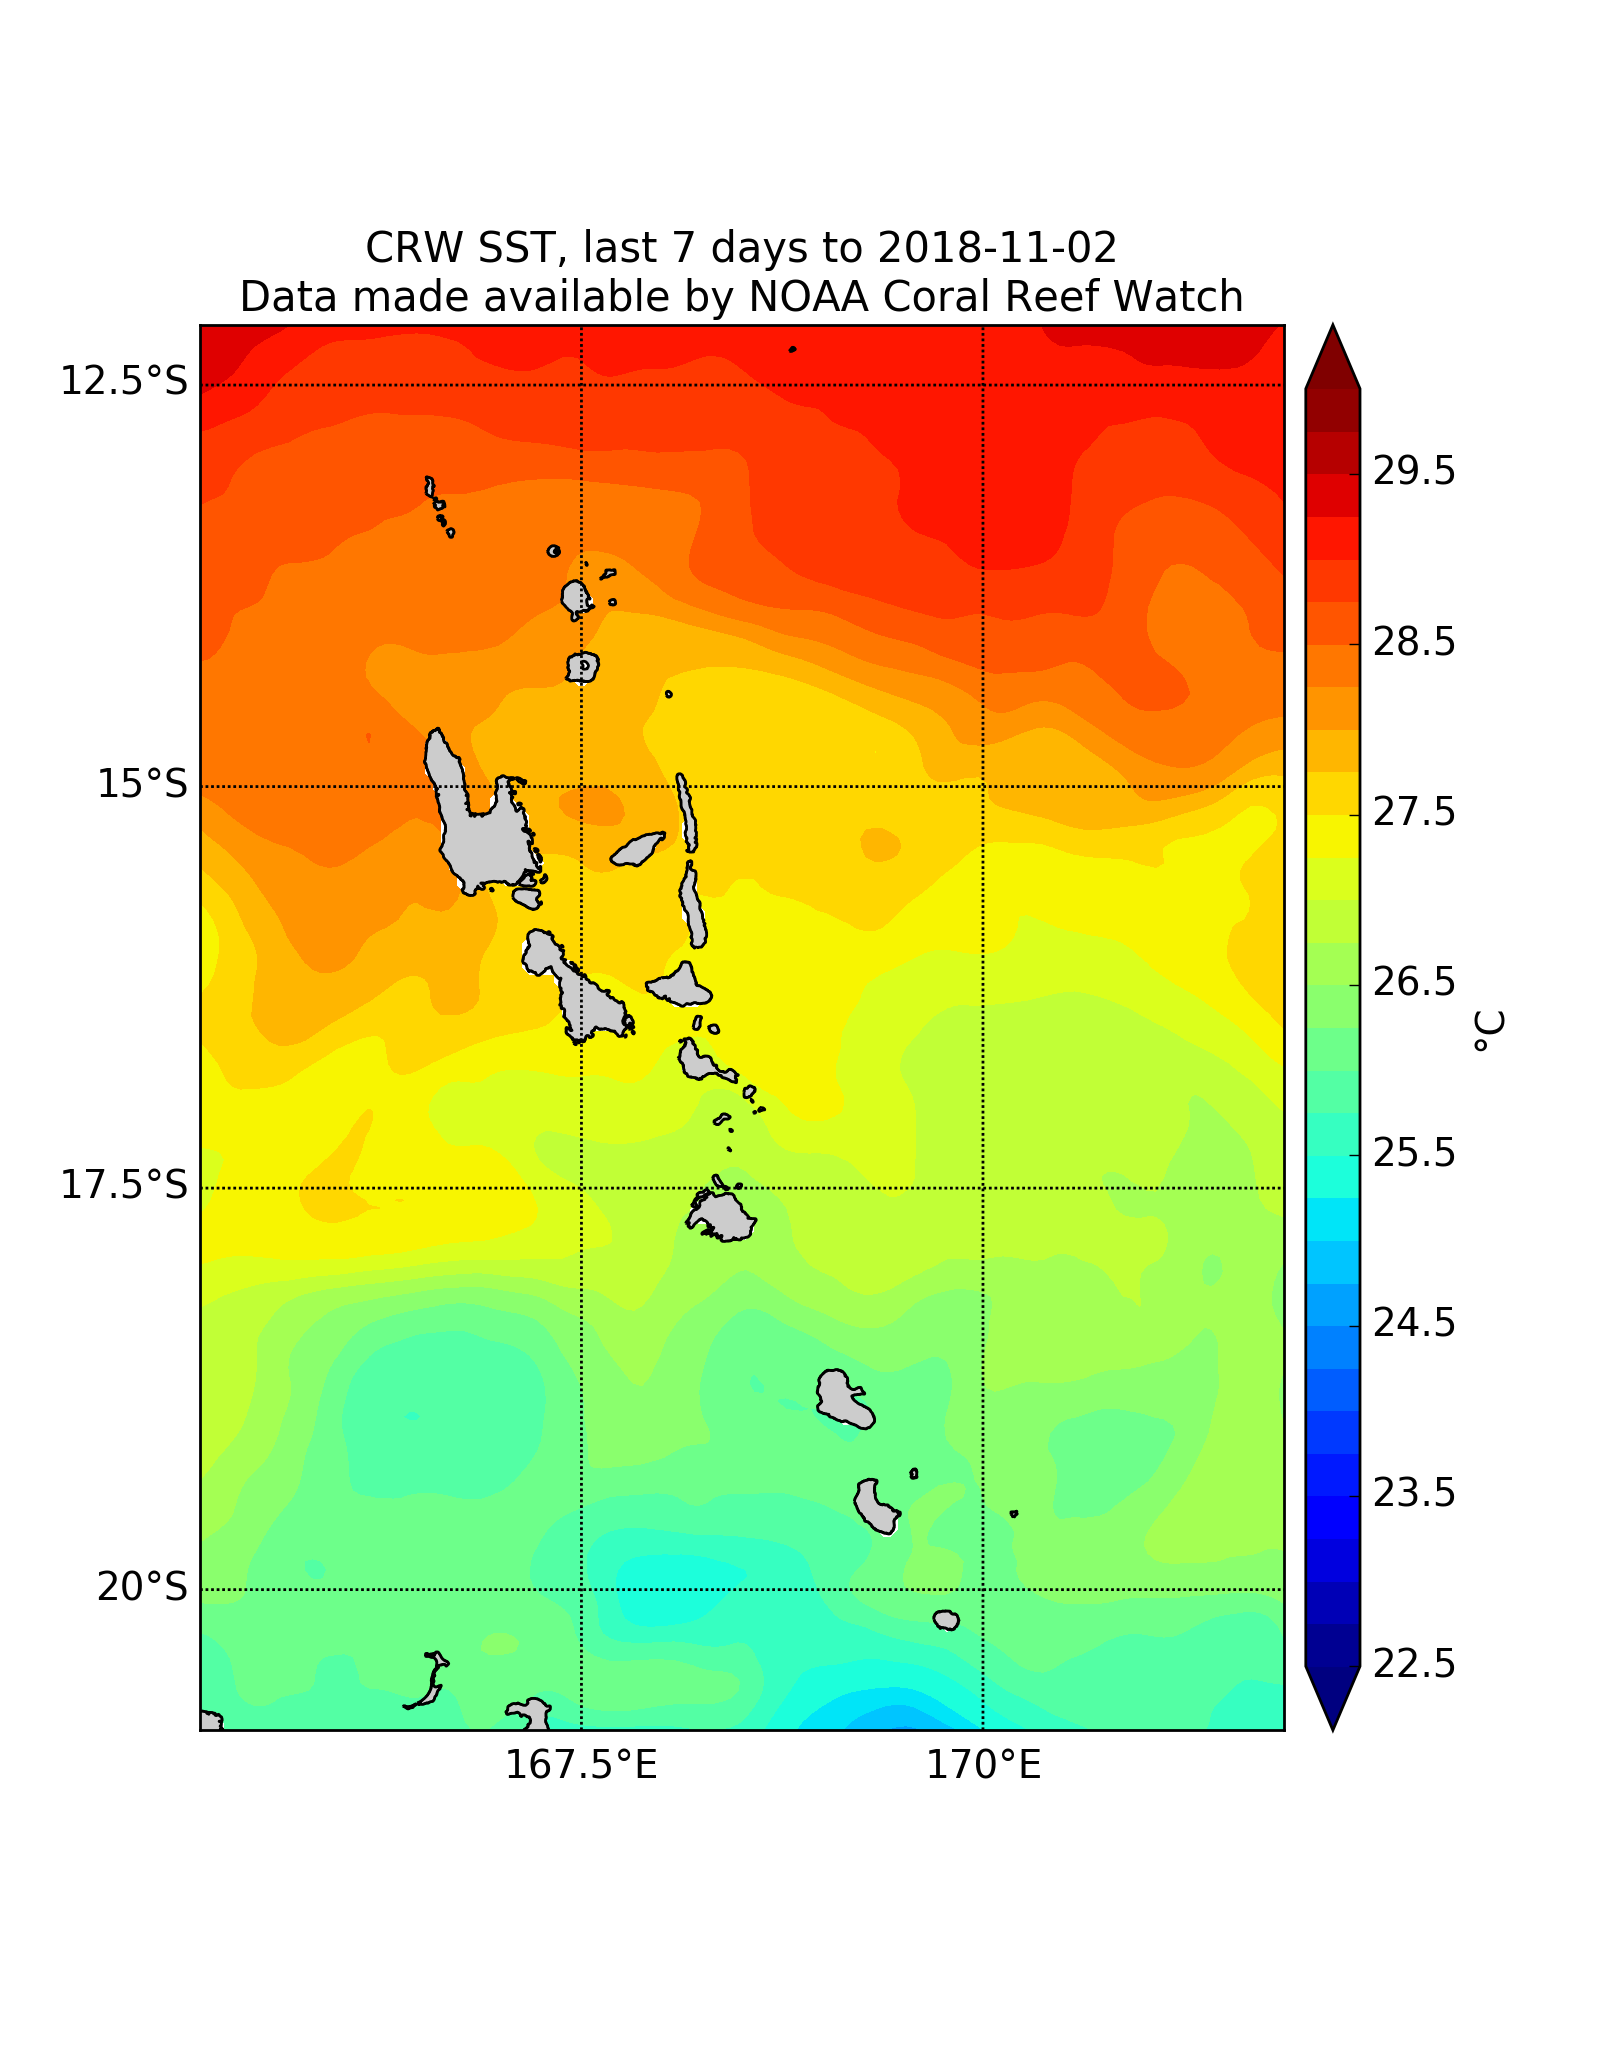 CRW SST, last 7 days to 2018-11-02
Data made available by NOAA Coral Reef Watch
12.5°S
15°S
17.5°S
20°S
167.5°E
170°E
29.5
28.5
27.5
26.5
25.5
24.5
23.5
22.5
°C